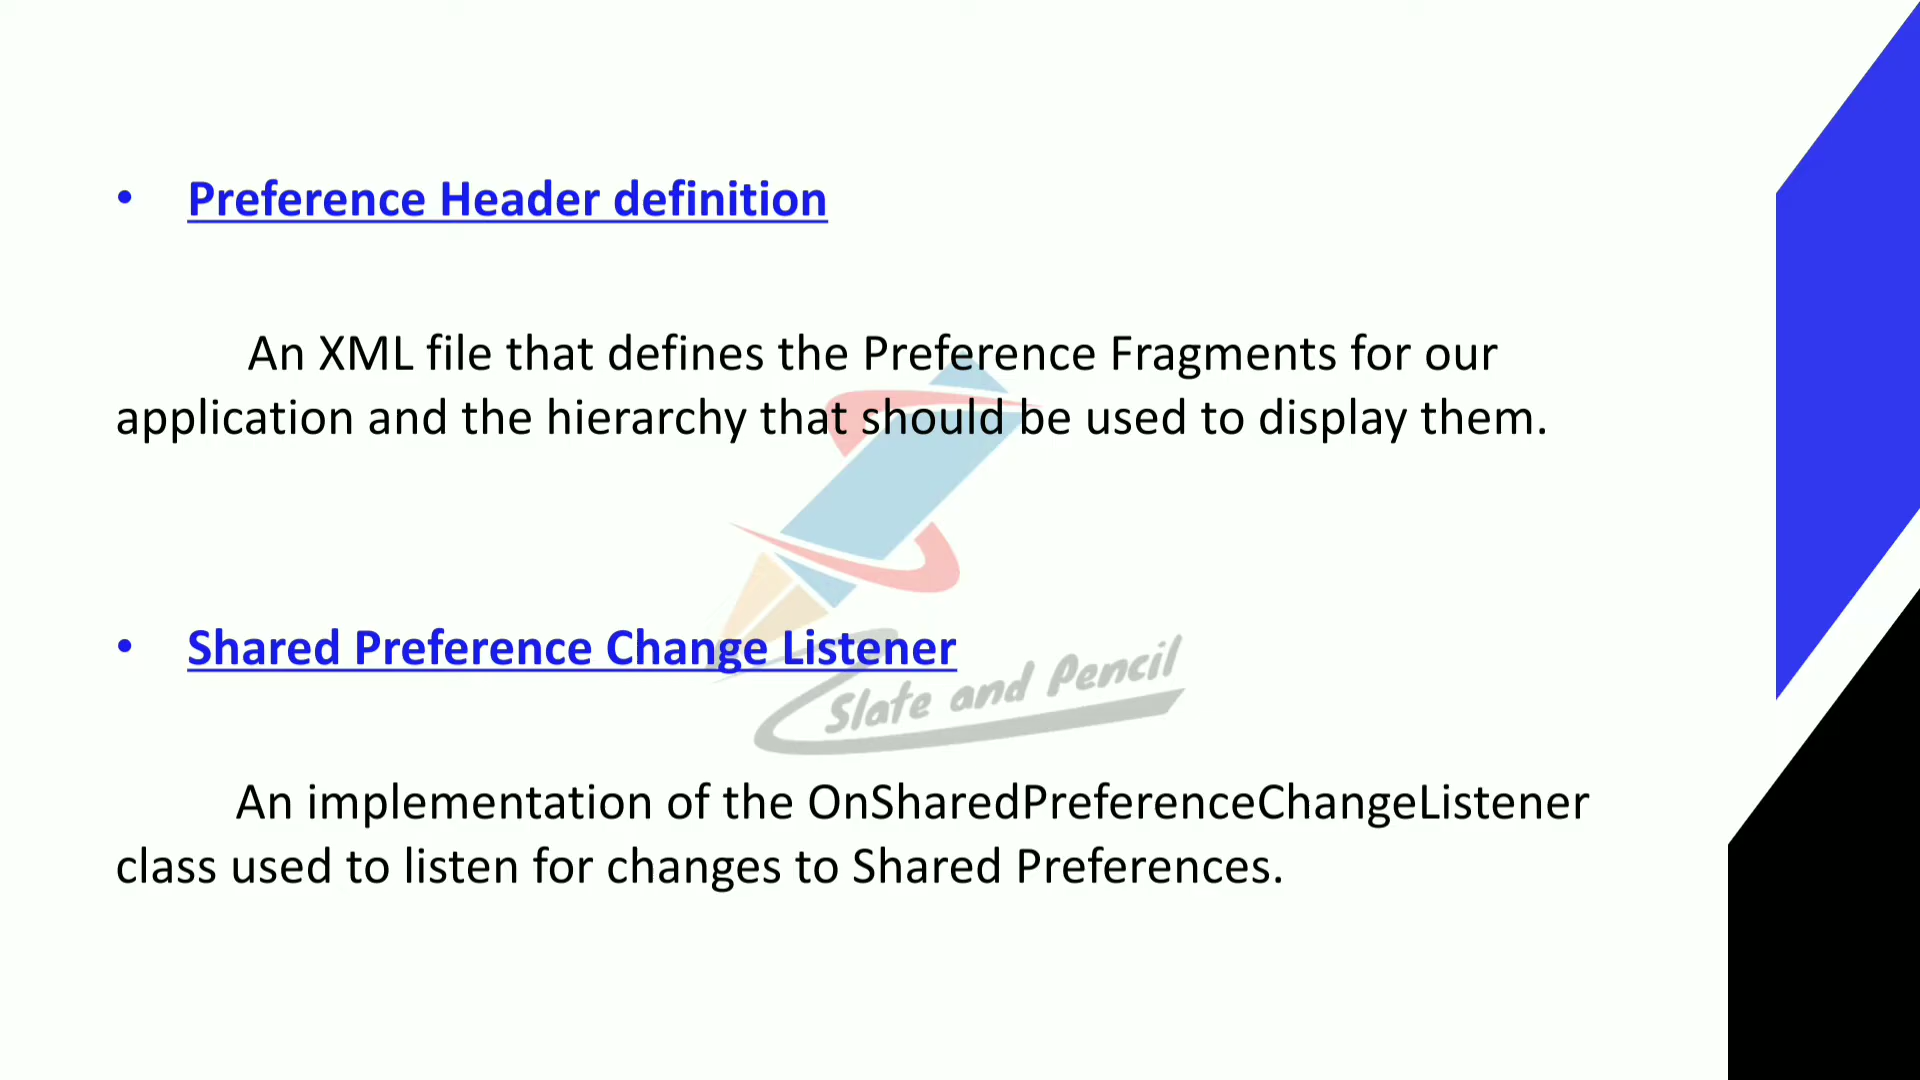 • Preference Header definition
An XML file that defines the Preference Fragments for our
application and the hierarchy that should be used to display them.
• Shared Preference Change Listener
Slate and Pencil
An implementation of the OnSharedPreferenceChangeListener
class used to listen for changes to Shared Preferences.